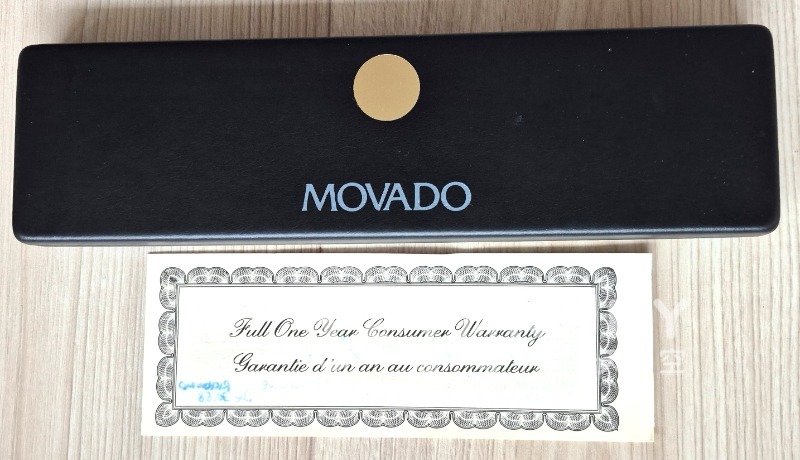 MOVADO
Full One Year Consumer Warranty
Garantie d'un an au consommateur